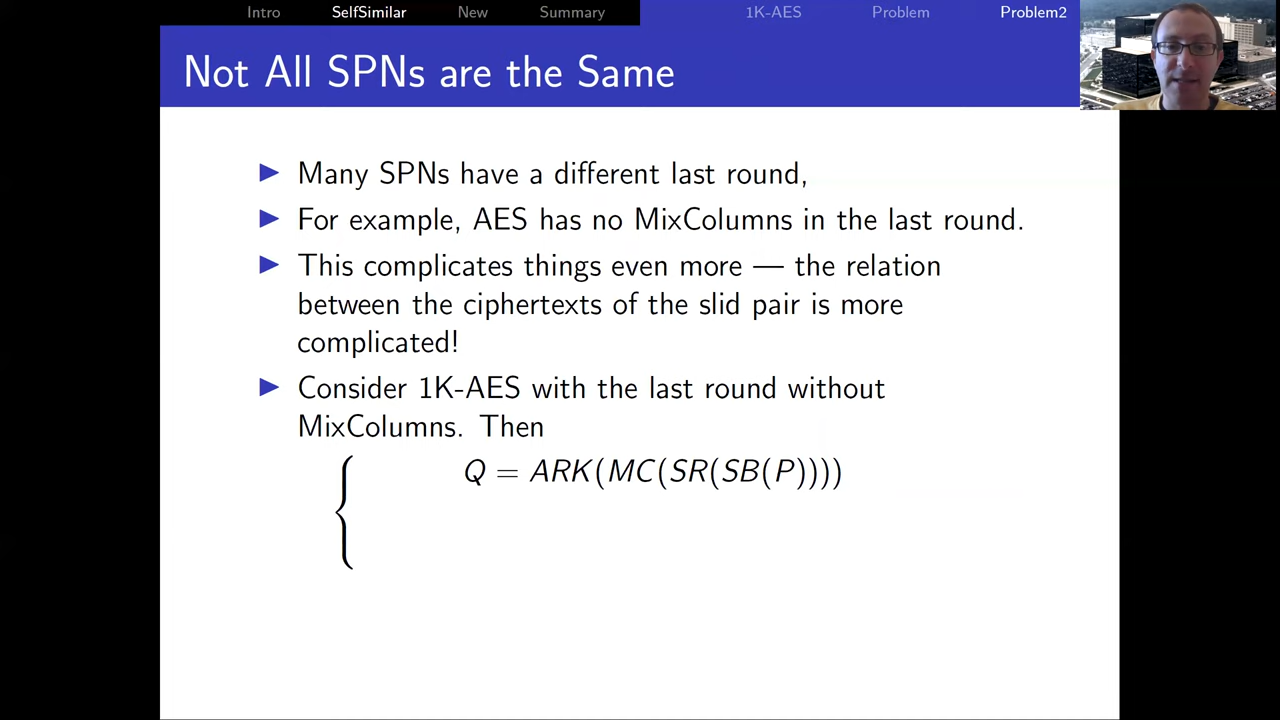 Intro SelfSimilar New Summary 1K-AES Problem Problem2
Not All SPNs are the Same
▶ Many SPNs have a different last round,
▶ For example, AES has no MixColumns in the last round.
▶ This complicates things even more — the relation
between the ciphertexts of the slid pair is more
complicated!
▶ Consider 1K-AES with the last round without
MixColumns. Then
{ Q = ARK(MC(SR(SB(P))))